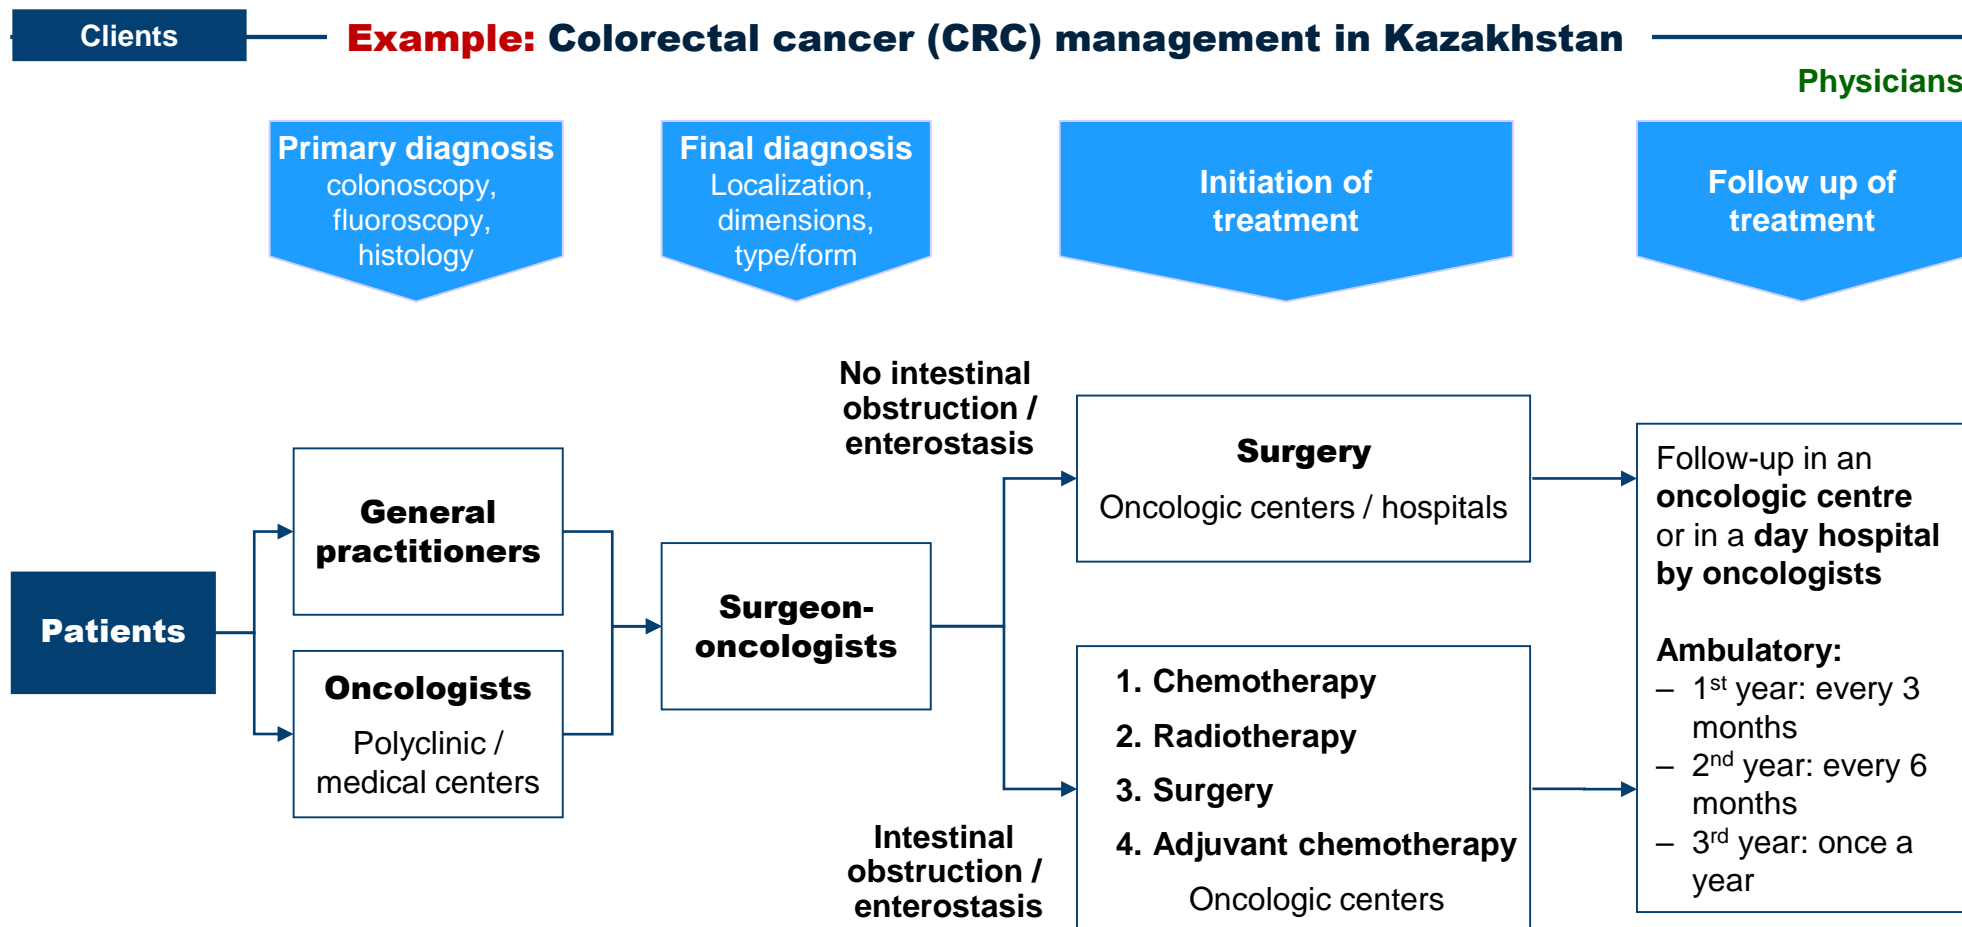 Clients
Example: Colorectal cancer (CRC) management in Kazakhstan
Physicians
Primary diagnosis
colonoscopy,
fluoroscopy,
histology
Final diagnosis
Localization,
dimensions,
type/form
Initiation of
treatment
Follow up of
treatment
Patients
General
practitioners
Oncologists
Polyclinic /
medical centers
Surgeon-
oncologists
No intestinal
obstruction /
enterostasis
Intestinal
obstruction /
enterostasis
Surgery
Oncologic centers / hospitals
1. Chemotherapy
2. Radiotherapy
3. Surgery
4. Adjuvant chemotherapy
Oncologic centers
Follow-up in an
oncologic centre
or in a day hospital
by oncologists
Ambulatory:
– 1st year: every 3
months
– 2nd year: every 6
months
– 3rd year: once a
year